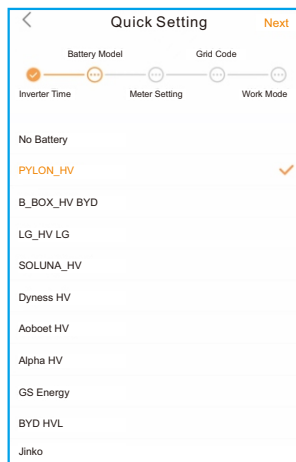 Quick Setting Next
Battery Model Grid Code
Inverter Time Meter Setting Work Mode
No Battery
PYLON_HV
B_BOX_HV BYD
LG_HV LG
SOLUNA_HV
Dyness HV
Aoboet HV
Alpha HV
GS Energy
BYD HVL
Jinko